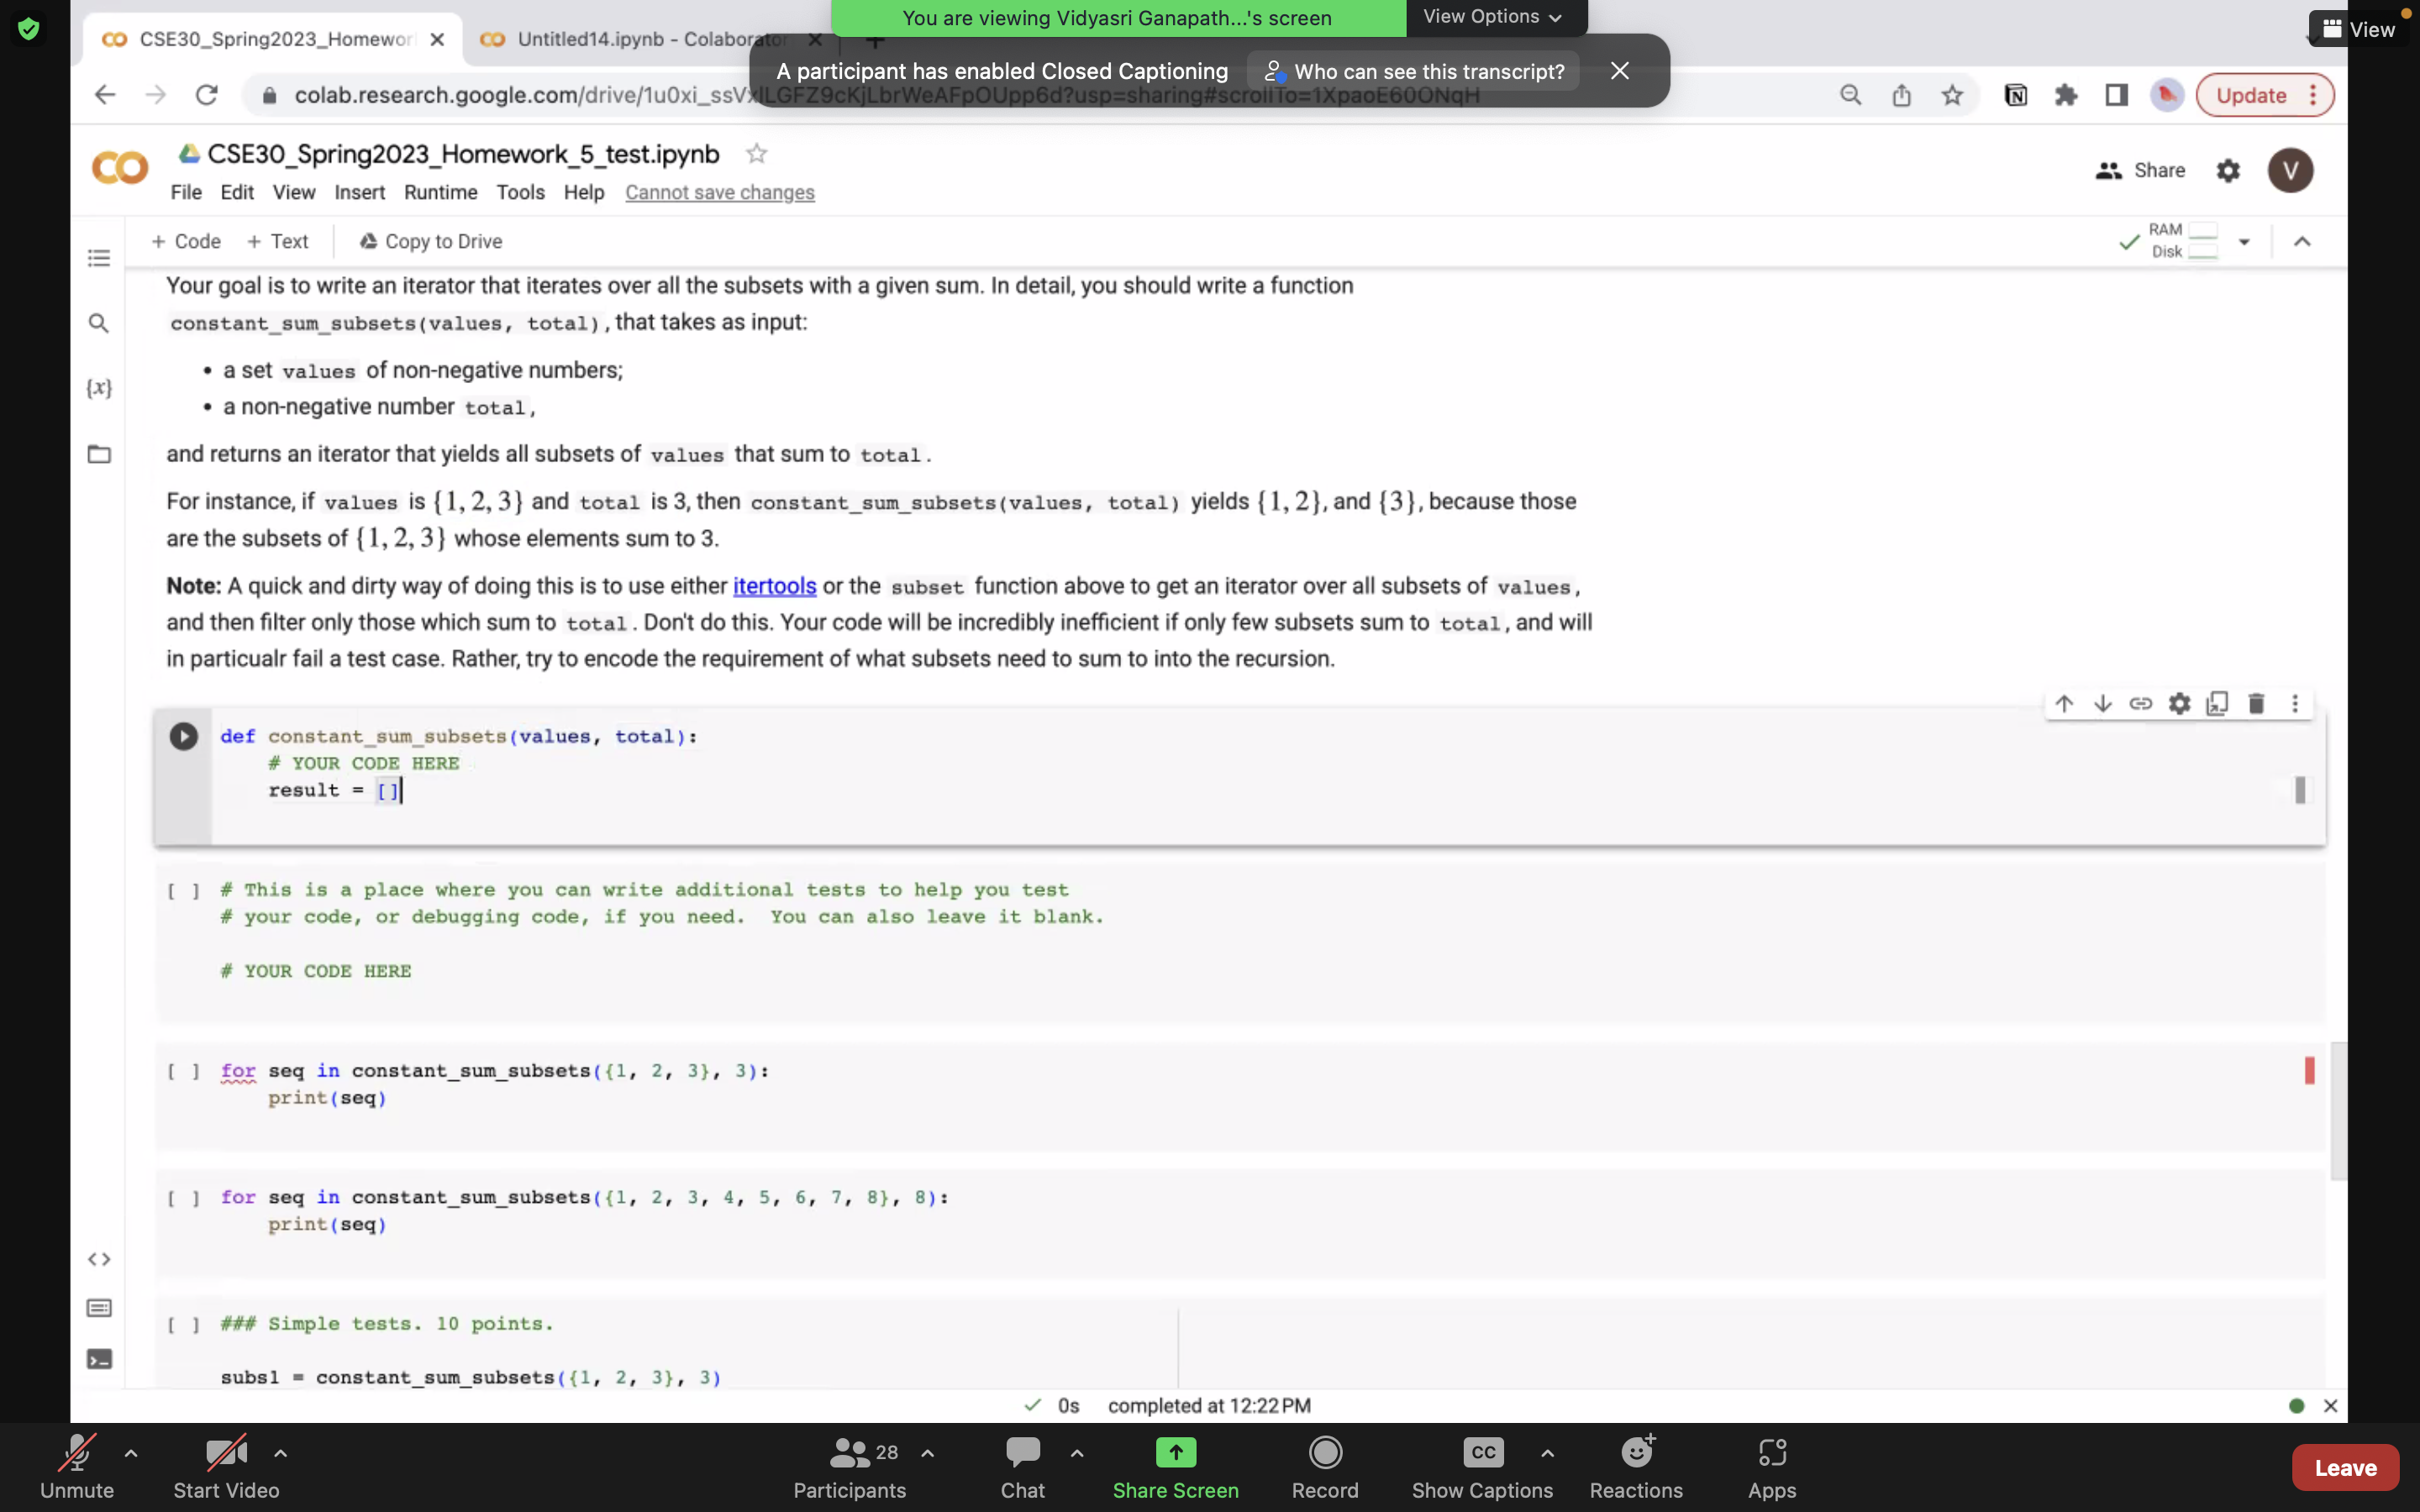 CSE30_Spring2023_Homewor
Untitled14.ipynb - Colaborator
You are viewing Vidyasri Ganapath...'s screen
View Options
View
A participant has enabled Closed Captioning
Who can see this transcript?
colab.research.google.com/drive/1u0xi_ssVxILGFZ9cKjLbrWeAFpOUpp6d?usp=sharing#scrollTo=1XpaoE60ONqH
Update
CSE30_Spring2023_Homework_5_test.ipynb
File Edit View Insert Runtime Tools Help Cannot save changes
Share
V
+ Code + Text Copy to Drive
RAM
Disk
Your goal is to write an iterator that iterates over all the subsets with a given sum. In detail, you should write a function
constant_sum_subsets(values, total), that takes as input:
• a set values of non-negative numbers;
• a non-negative number total,
and returns an iterator that yields all subsets of values that sum to total.
For instance, if values is {1, 2, 3} and total is 3, then constant_sum_subsets(values, total) yields {1, 2}, and {3}, because those
are the subsets of {1, 2, 3} whose elements sum to 3.
Note: A quick and dirty way of doing this is to use either itertools or the subset function above to get an iterator over all subsets of values,
and then filter only those which sum to total. Don't do this. Your code will be incredibly inefficient if only few subsets sum to total, and will
in particualr fail a test case. Rather, try to encode the requirement of what subsets need to sum to into the recursion.
{x}
def constant_sum_subsets(values, total):
# YOUR CODE HERE
result = []
[ ] # This is a place where you can write additional tests to help you test
# your code, or debugging code, if you need.  You can also leave it blank.
# YOUR CODE HERE
[ ] for seq in constant_sum_subsets({1, 2, 3}, 3):
print(seq)
[ ] for seq in constant_sum_subsets({1, 2, 3, 4, 5, 6, 7, 8}, 8):
print(seq)
[ ] ### Simple tests. 10 points.
subs1 = constant_sum_subsets({1, 2, 3}, 3)
0s completed at 12:22 PM
28
CC
Unmute Start Video Participants Chat Share Screen Record Show Captions Reactions Apps
Leave